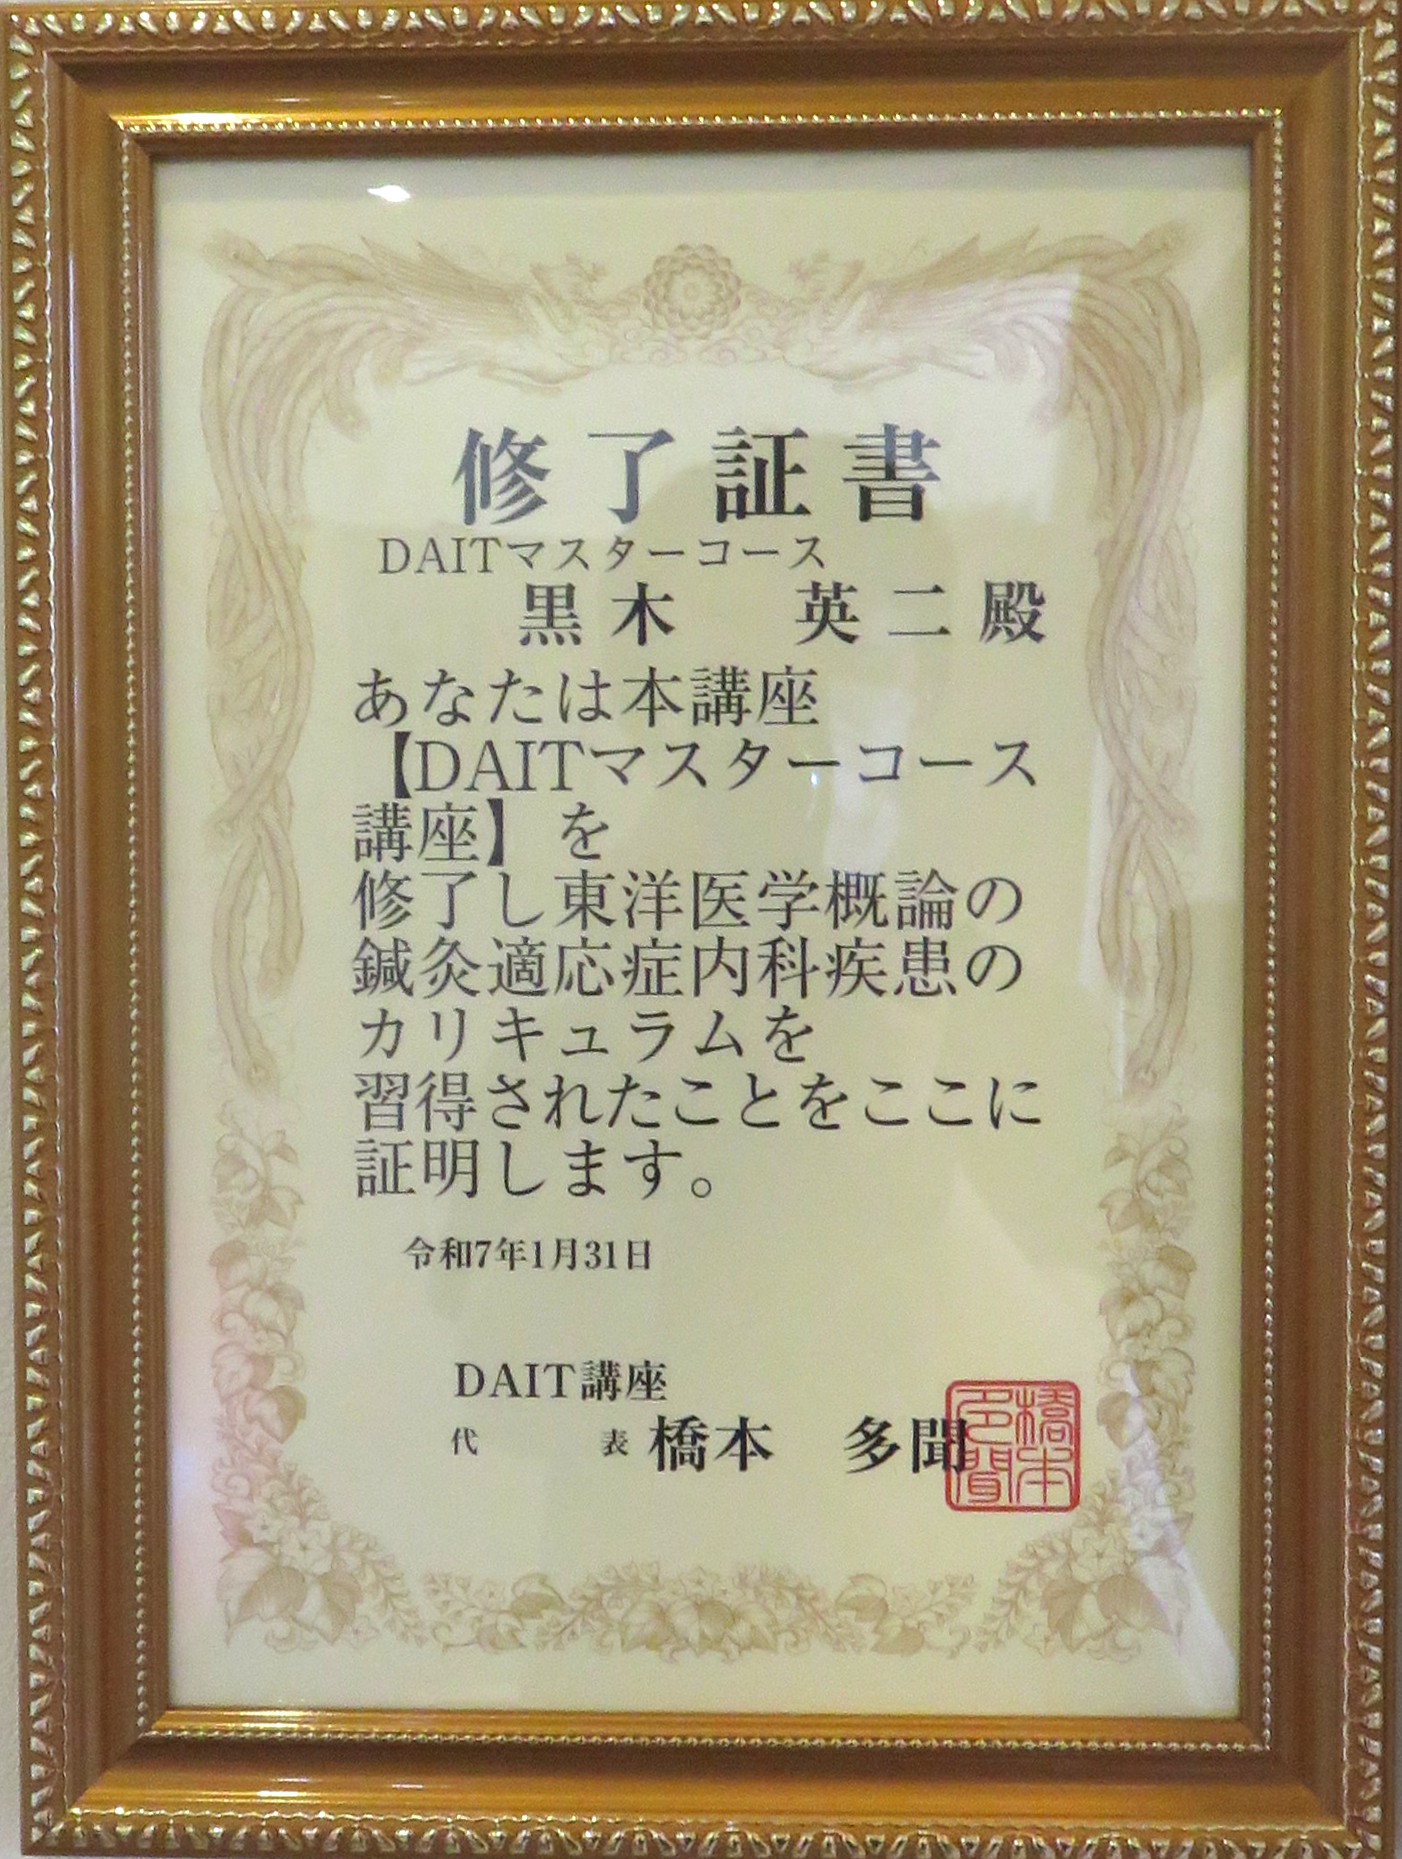 修了証書
DAITマスターコース
黒木　英二殿
あなたは本講座
【DAITマスターコース
講座】を
修了し東洋医学概論の
鍼灸適応症内科疾患の
カリキュラムを
習得されたことをここに
証明します。
令和7年1月31日
DAIT講座
代　表 橋本　多聞
橋本多聞